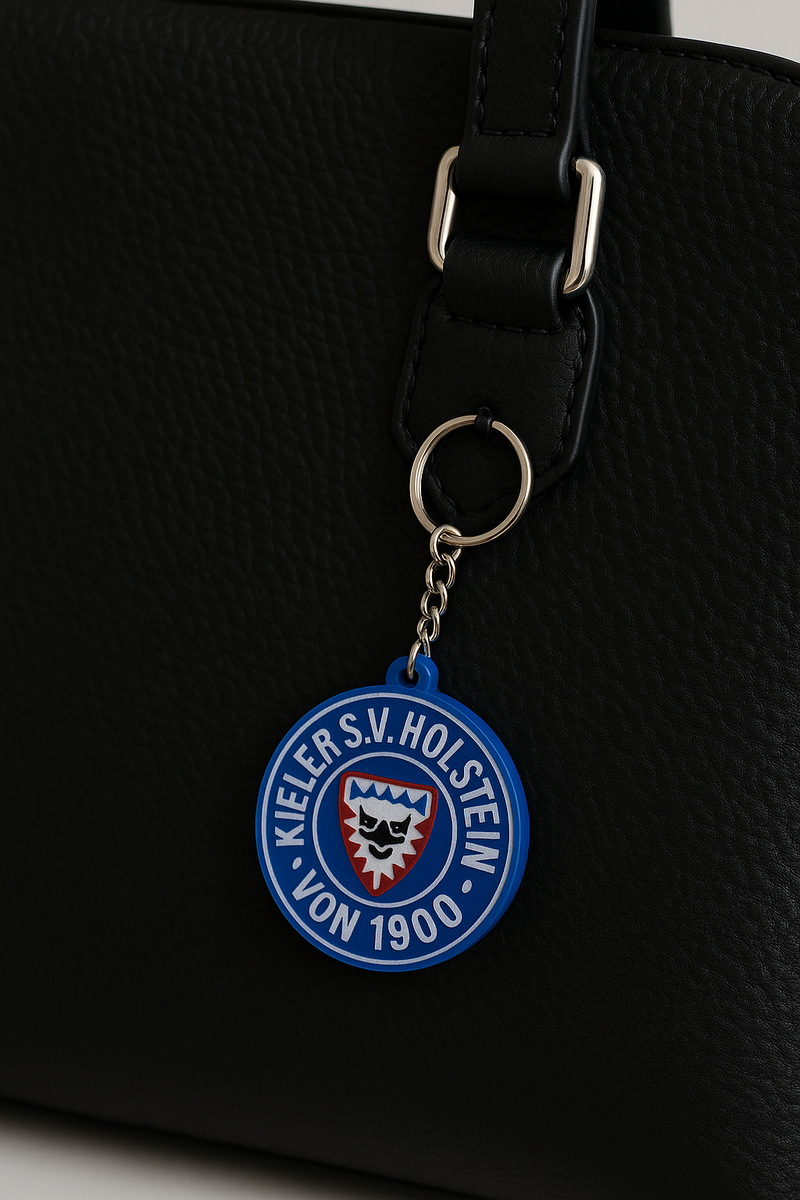 KIELER S.V. HOLSTEIN
• VON 1900 •